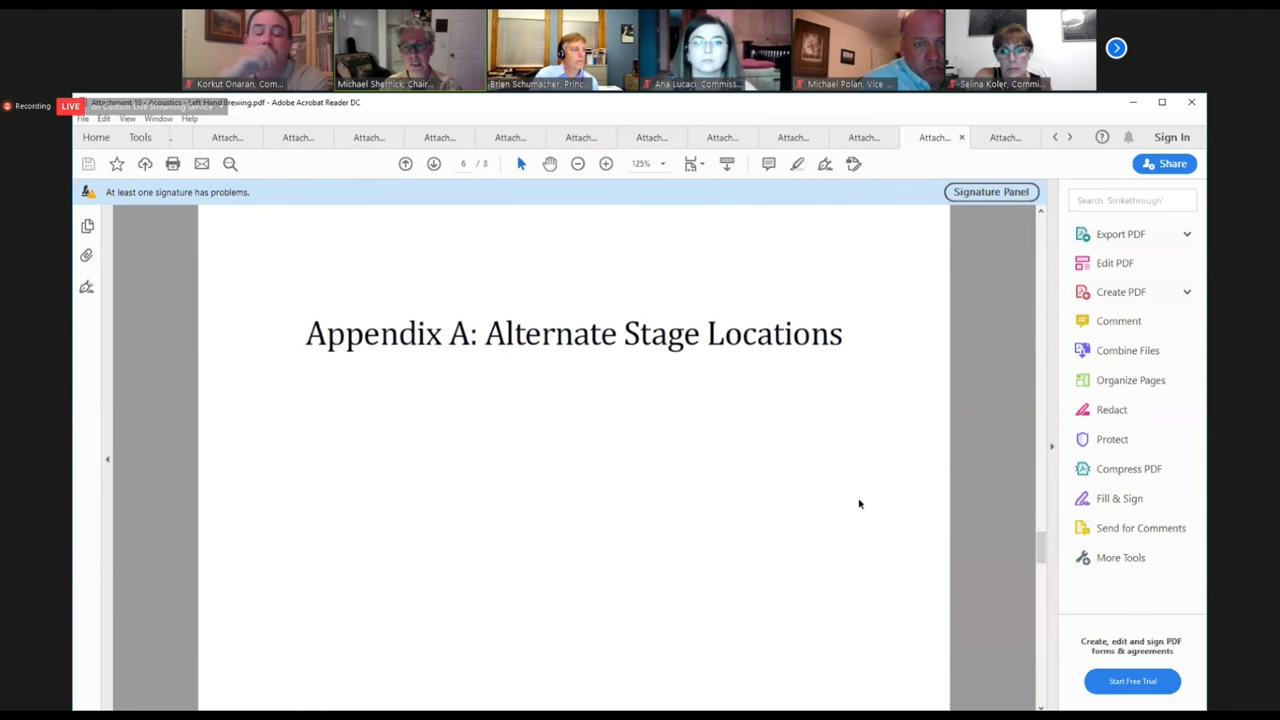 Korkut Onaran, Com...
Michael Shernick, Chair...
Brien Schumacher, Princ...
Ana Lucaci, Commiss...
Michael Polan, Vice ...
Selina Koler, Commi...
Recording
LIVE
on Custom Live Streaming Service
Attachment 10 - Acoustics - Left Hand Brewing.pdf - Adobe Acrobat Reader DC
File Edit View Window Help
Home Tools Attach... Attach... Attach... Attach... Attach... Attach... Attach... Attach... Attach... Attach... Attach... Attach... Sign In
6 / 8 125% Share
At least one signature has problems. Signature Panel
Search 'Strikethrough'
Appendix A: Alternate Stage Locations
Export PDF
Edit PDF
Create PDF
Comment
Combine Files
Organize Pages
Redact
Protect
Compress PDF
Fill & Sign
Send for Comments
More Tools
Create, edit and sign PDF
forms & agreements
Start Free Trial